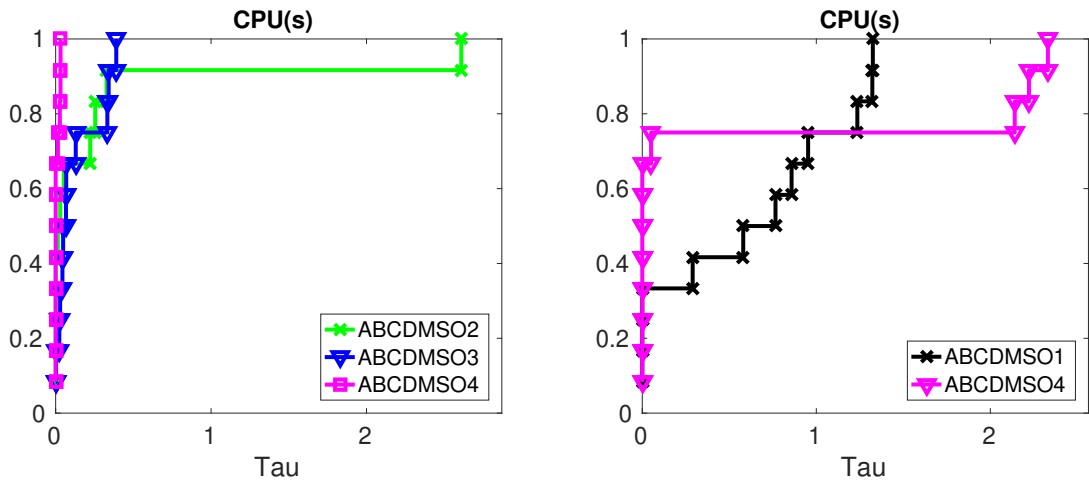 CPU(s)
1
0.8
0.6
0.4
0.2
0
0
1
2
Tau
ABCDMSO2
ABCDMSO3
ABCDMSO4
CPU(s)
1
0.8
0.6
0.4
0.2
0
0
1
2
Tau
ABCDMSO1
ABCDMSO4